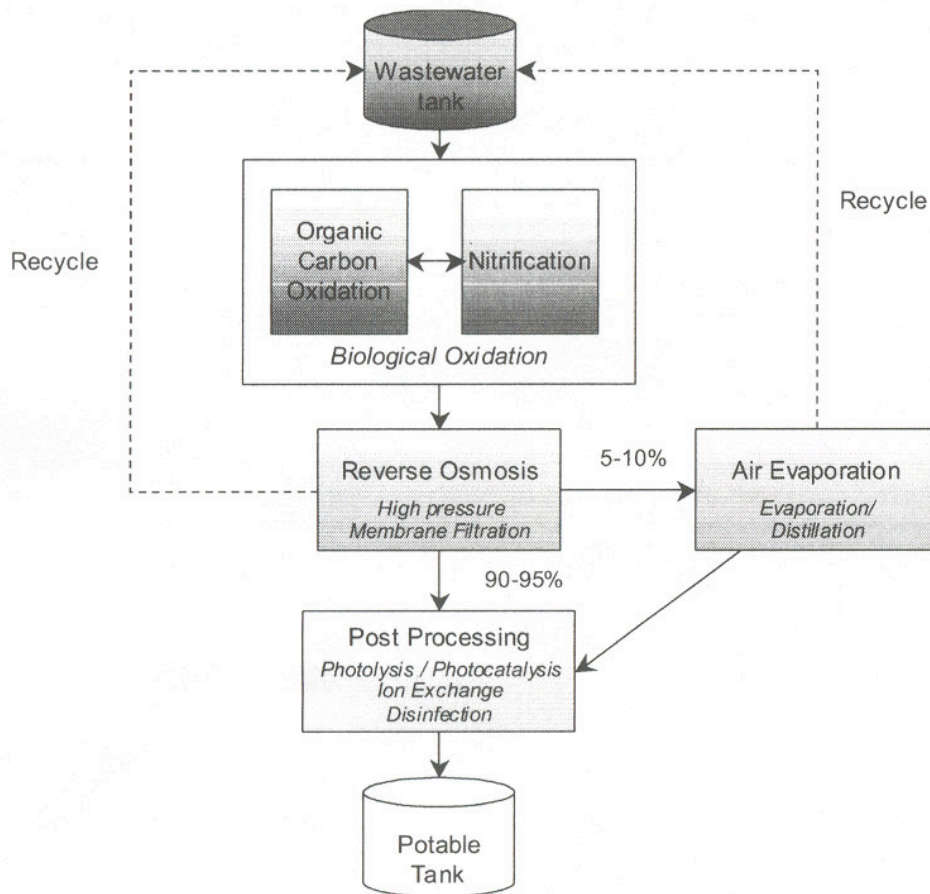 Wastewater
tank
Recycle
Recycle
Organic
Carbon
Oxidation
Nitrification
Biological Oxidation
Reverse Osmosis
High pressure
Membrane Filtration
5-10%
Air Evaporation
Evaporation/
Distillation
90-95%
Post Processing
Photolysis / Photocatalysis
Ion Exchange
Disinfection
Potable
Tank